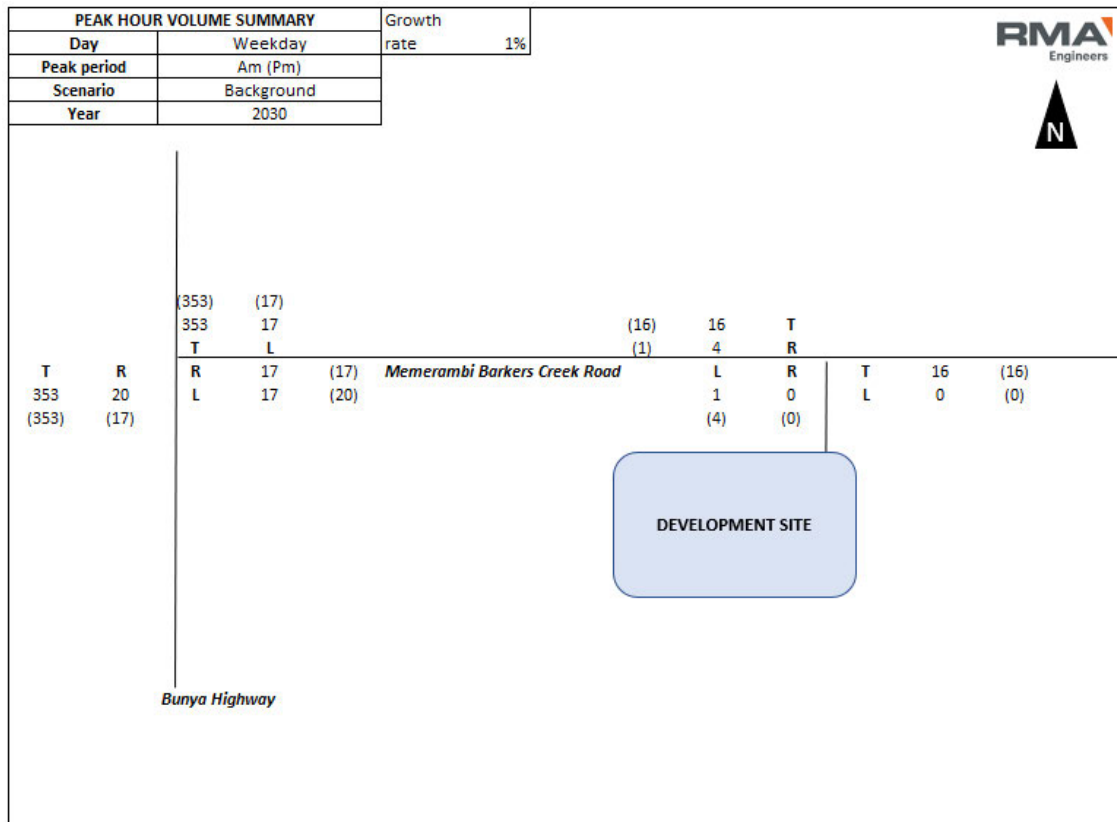 PEAK HOUR VOLUME SUMMARY Growth
Day Weekday rate 1%
Peak period Am (Pm)
Scenario Background
Year 2030
RMA
Engineers
N
(353) (17)
353 17 (16) 16 T
T L (1) 4 R
T R R 17 (17) Memerambi Barkers Creek Road L R T 16 (16)
353 20 L 17 (20) 1 0 L 0 (0)
(353) (17) (4) (0)
DEVELOPMENT SITE
Bunya Highway